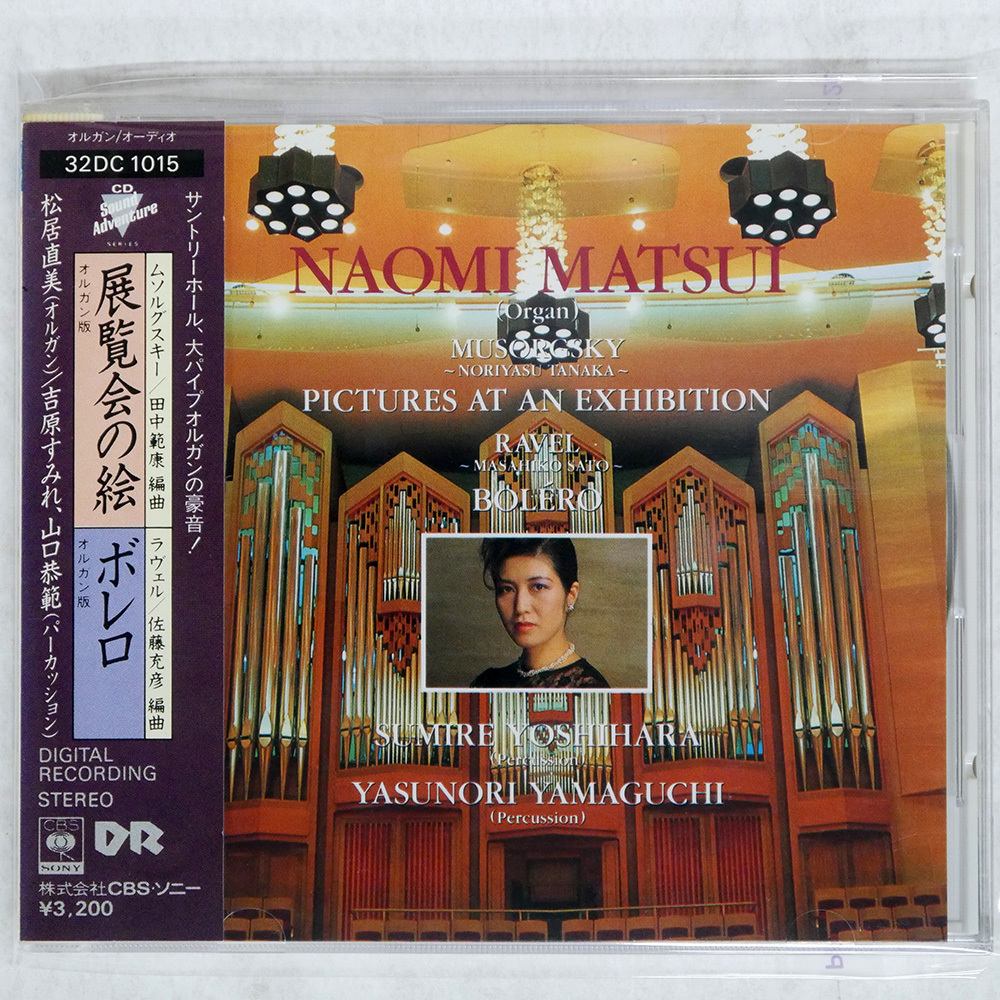 オルガン/オーディオ
32DC 1015
CD
Sound
Adventure
SERIES
サントリーホール、大パイプオルガンの豪音!
ムソルグスキー/田中範康 編曲
展覧会の絵
オルガン版
ラヴェル/佐藤充彦 編曲
ボレロ
オルガン版
松居直美(オルガン)吉原すみれ、山口恭範(パーカッション)
DIGITAL
RECORDING
STEREO
CBS
SONY
DR
株式会社CBS・ソニー
¥3,200
NAOMI MATSUI
(Organ)
MUSORGSKY
~NORIYASU TANAKA~
PICTURES AT AN EXHIBITION
RAVEL
~MASAHIKO SATO~
BOLÉRO
SUMIRE YOSHIHARA
(Percussion)
YASUNORI YAMAGUCHI
(Percussion)